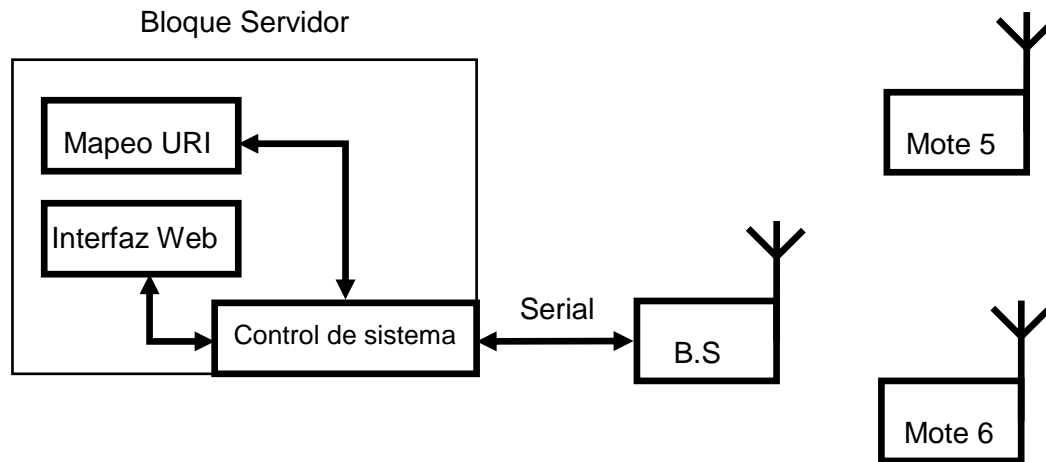 Bloque Servidor
Mapeo URI
Interfaz Web
Control de sistema
Serial
B.S
Mote 5
Mote 6